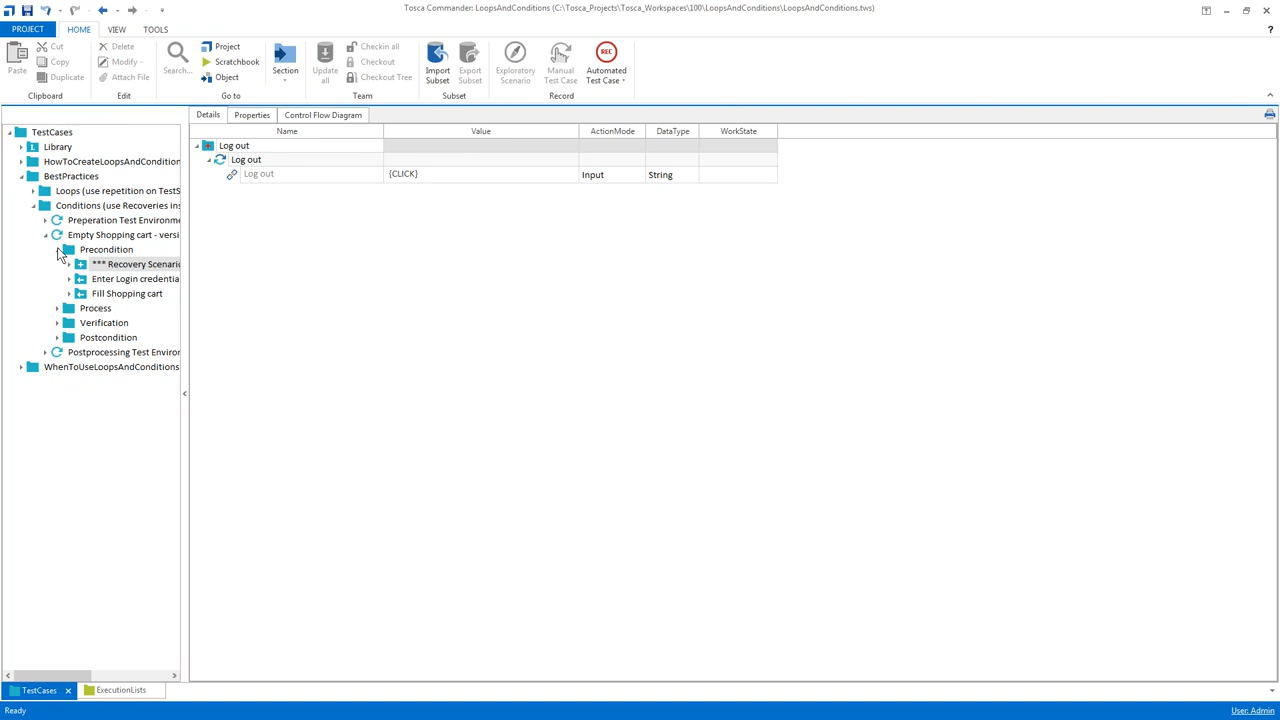 Tosca Commander: LoopsAndConditions (C:\Tosca_Projects\Tosca_Workspaces\100\LoopsAndConditions\LoopsAndConditions.tws)
PROJECT HOME VIEW TOOLS
?
Paste
Cut
Copy
Duplicate
Clipboard
Delete
Modify
Attach File
Edit
Search...
Project
Scratchbook
Object
Go to
Section
Update all
Checkin all
Checkout
Checkout Tree
Team
Import Subset
Export Subset
Subset
Exploratory Scenario
Manual Test Case
REC
Automated Test Case
Record
Details Properties Control Flow Diagram
Name Value ActionMode DataType WorkState
Log out
Log out
Log out {CLICK} Input String
TestCases
L Library
HowToCreateLoopsAndCondition
BestPractices
Loops (use repetition on TestS
Conditions (use Recoveries ins
Preperation Test Environme
Empty Shopping cart - versi
Precondition
*** Recovery Scenario
Enter Login credentia
Fill Shopping cart
Process
Verification
Postcondition
Postprocessing Test Environ
WhenToUseLoopsAndConditions
TestCases ExecutionLists
Ready
User: Admin